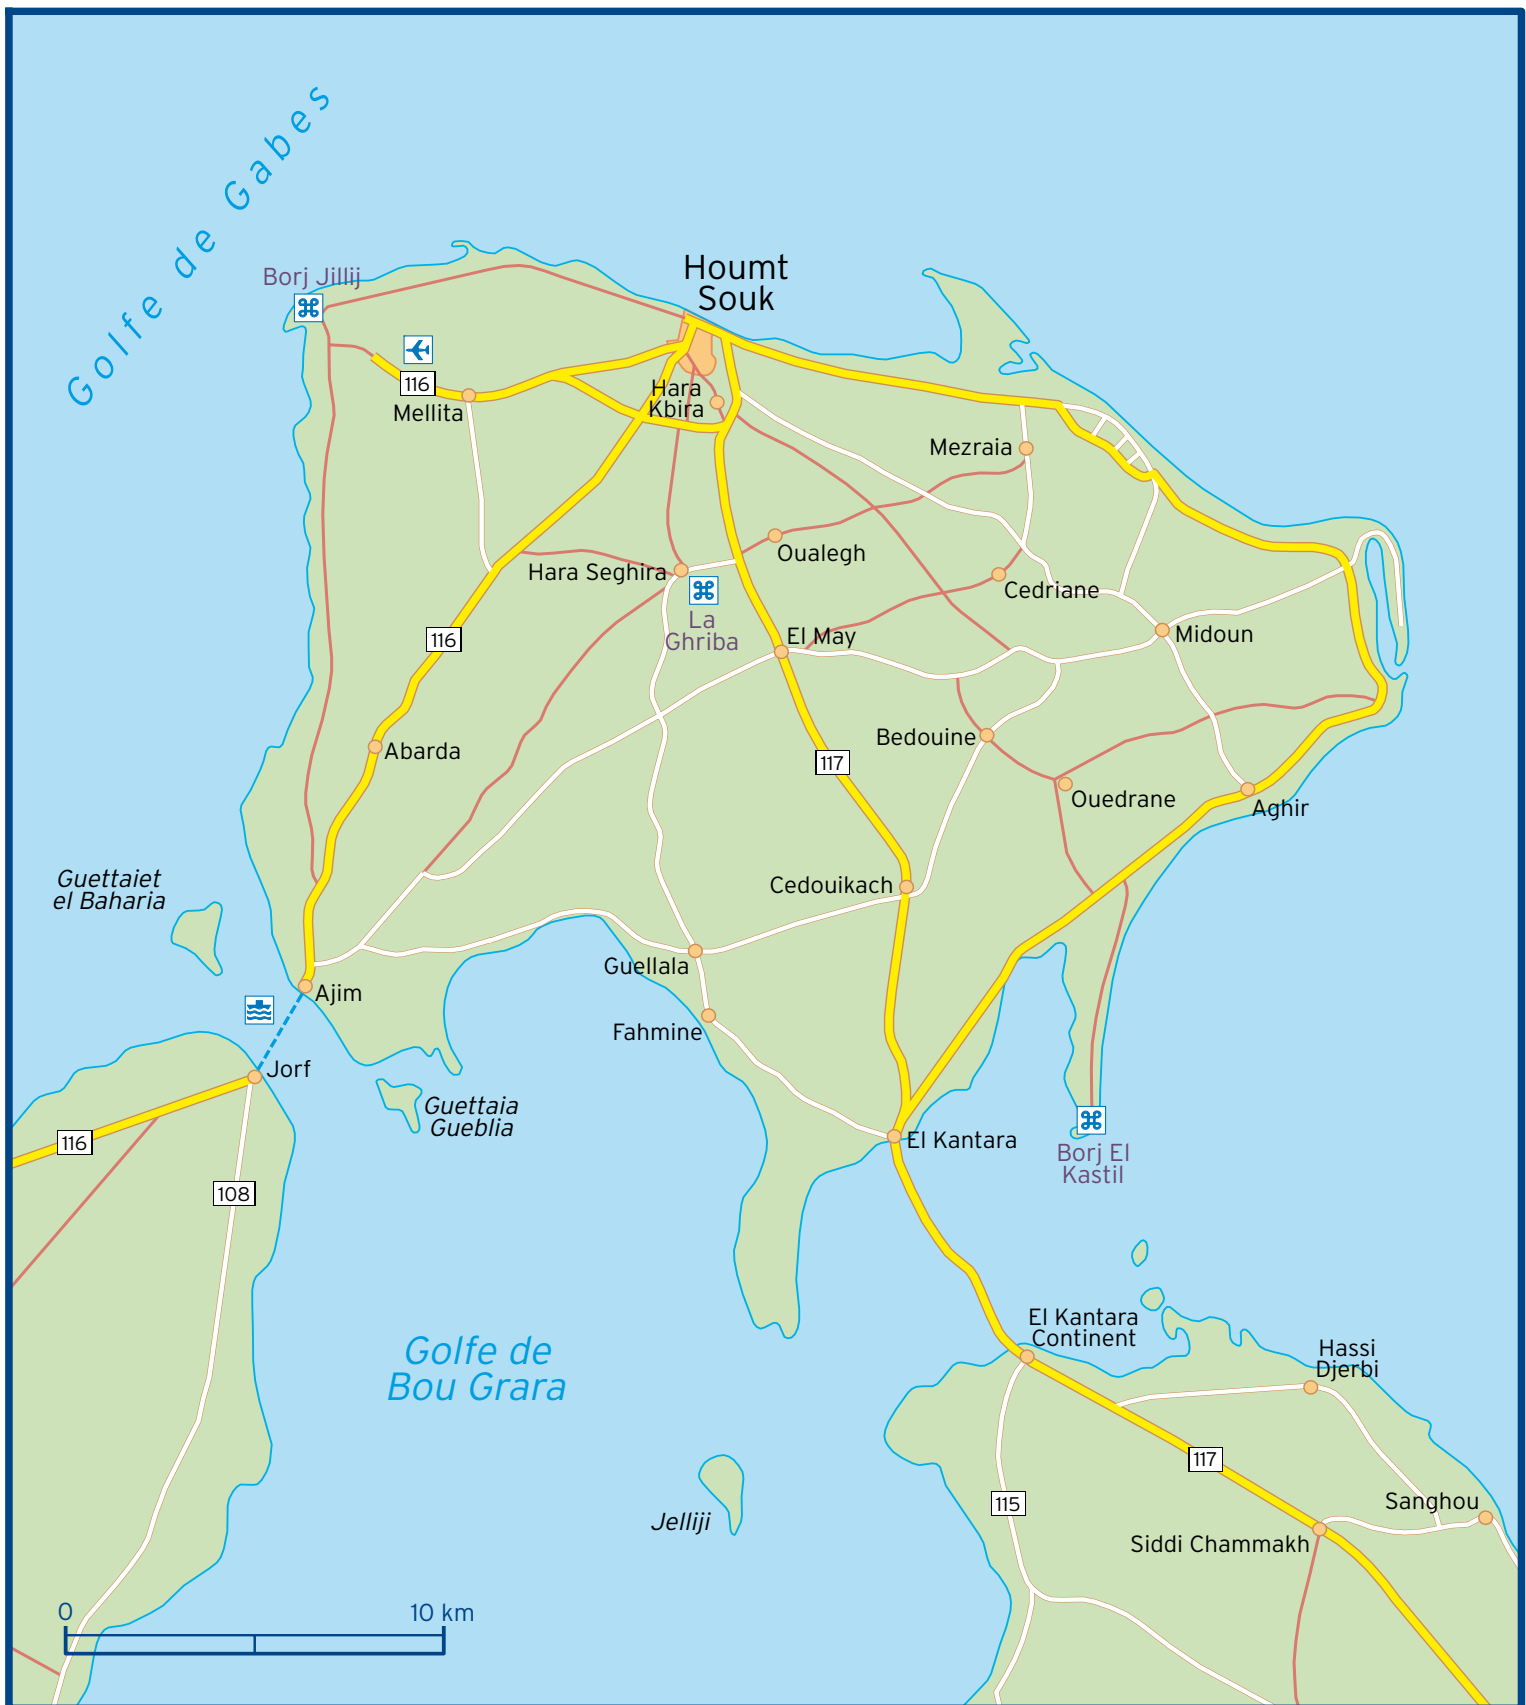 Golfe de Gabes
Borj Jillij
Houmt
Souk
116
Mellita
Hara
Kbira
Mezraia
Oualegh
Hara Seghira
Cedriane
La
Ghriba
116
El May
Midoun
Bedouine
Abarda
117
Ouedrane
Aghir
Guettaiet
el Baharia
Cedouikach
Guellala
Ajim
Fahmine
Jorf
Guettaia
Gueblia
116
El Kantara
Borj El
Kastil
108
El Kantara
Continent
Golfe de
Bou Grara
Hassi
Djerbi
117
115
Sanghou
Jelliji
Siddi Chammakh
0 10 km